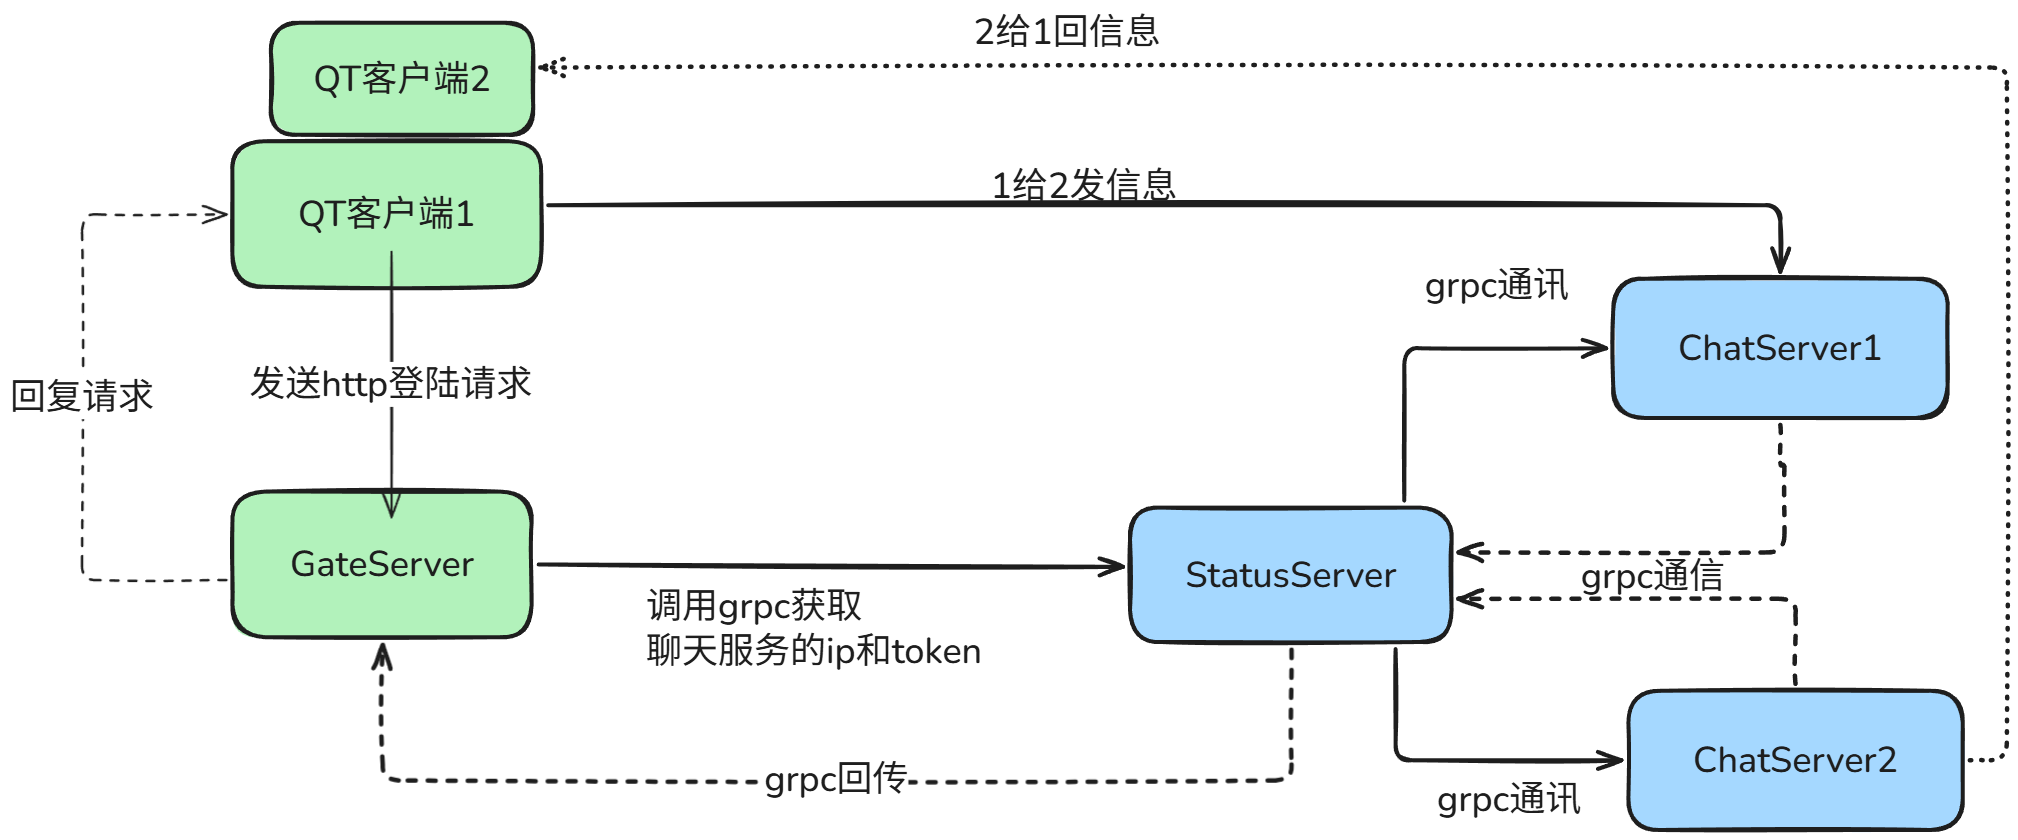 2给1回信息
QT客户端2
1给2发信息
QT客户端1
grpc通讯
ChatServer1
发送http登陆请求
回复请求
GateServer
StatusServer
grpc通信
调用grpc获取
聊天服务的ip和token
ChatServer2
grpc回传
grpc通讯